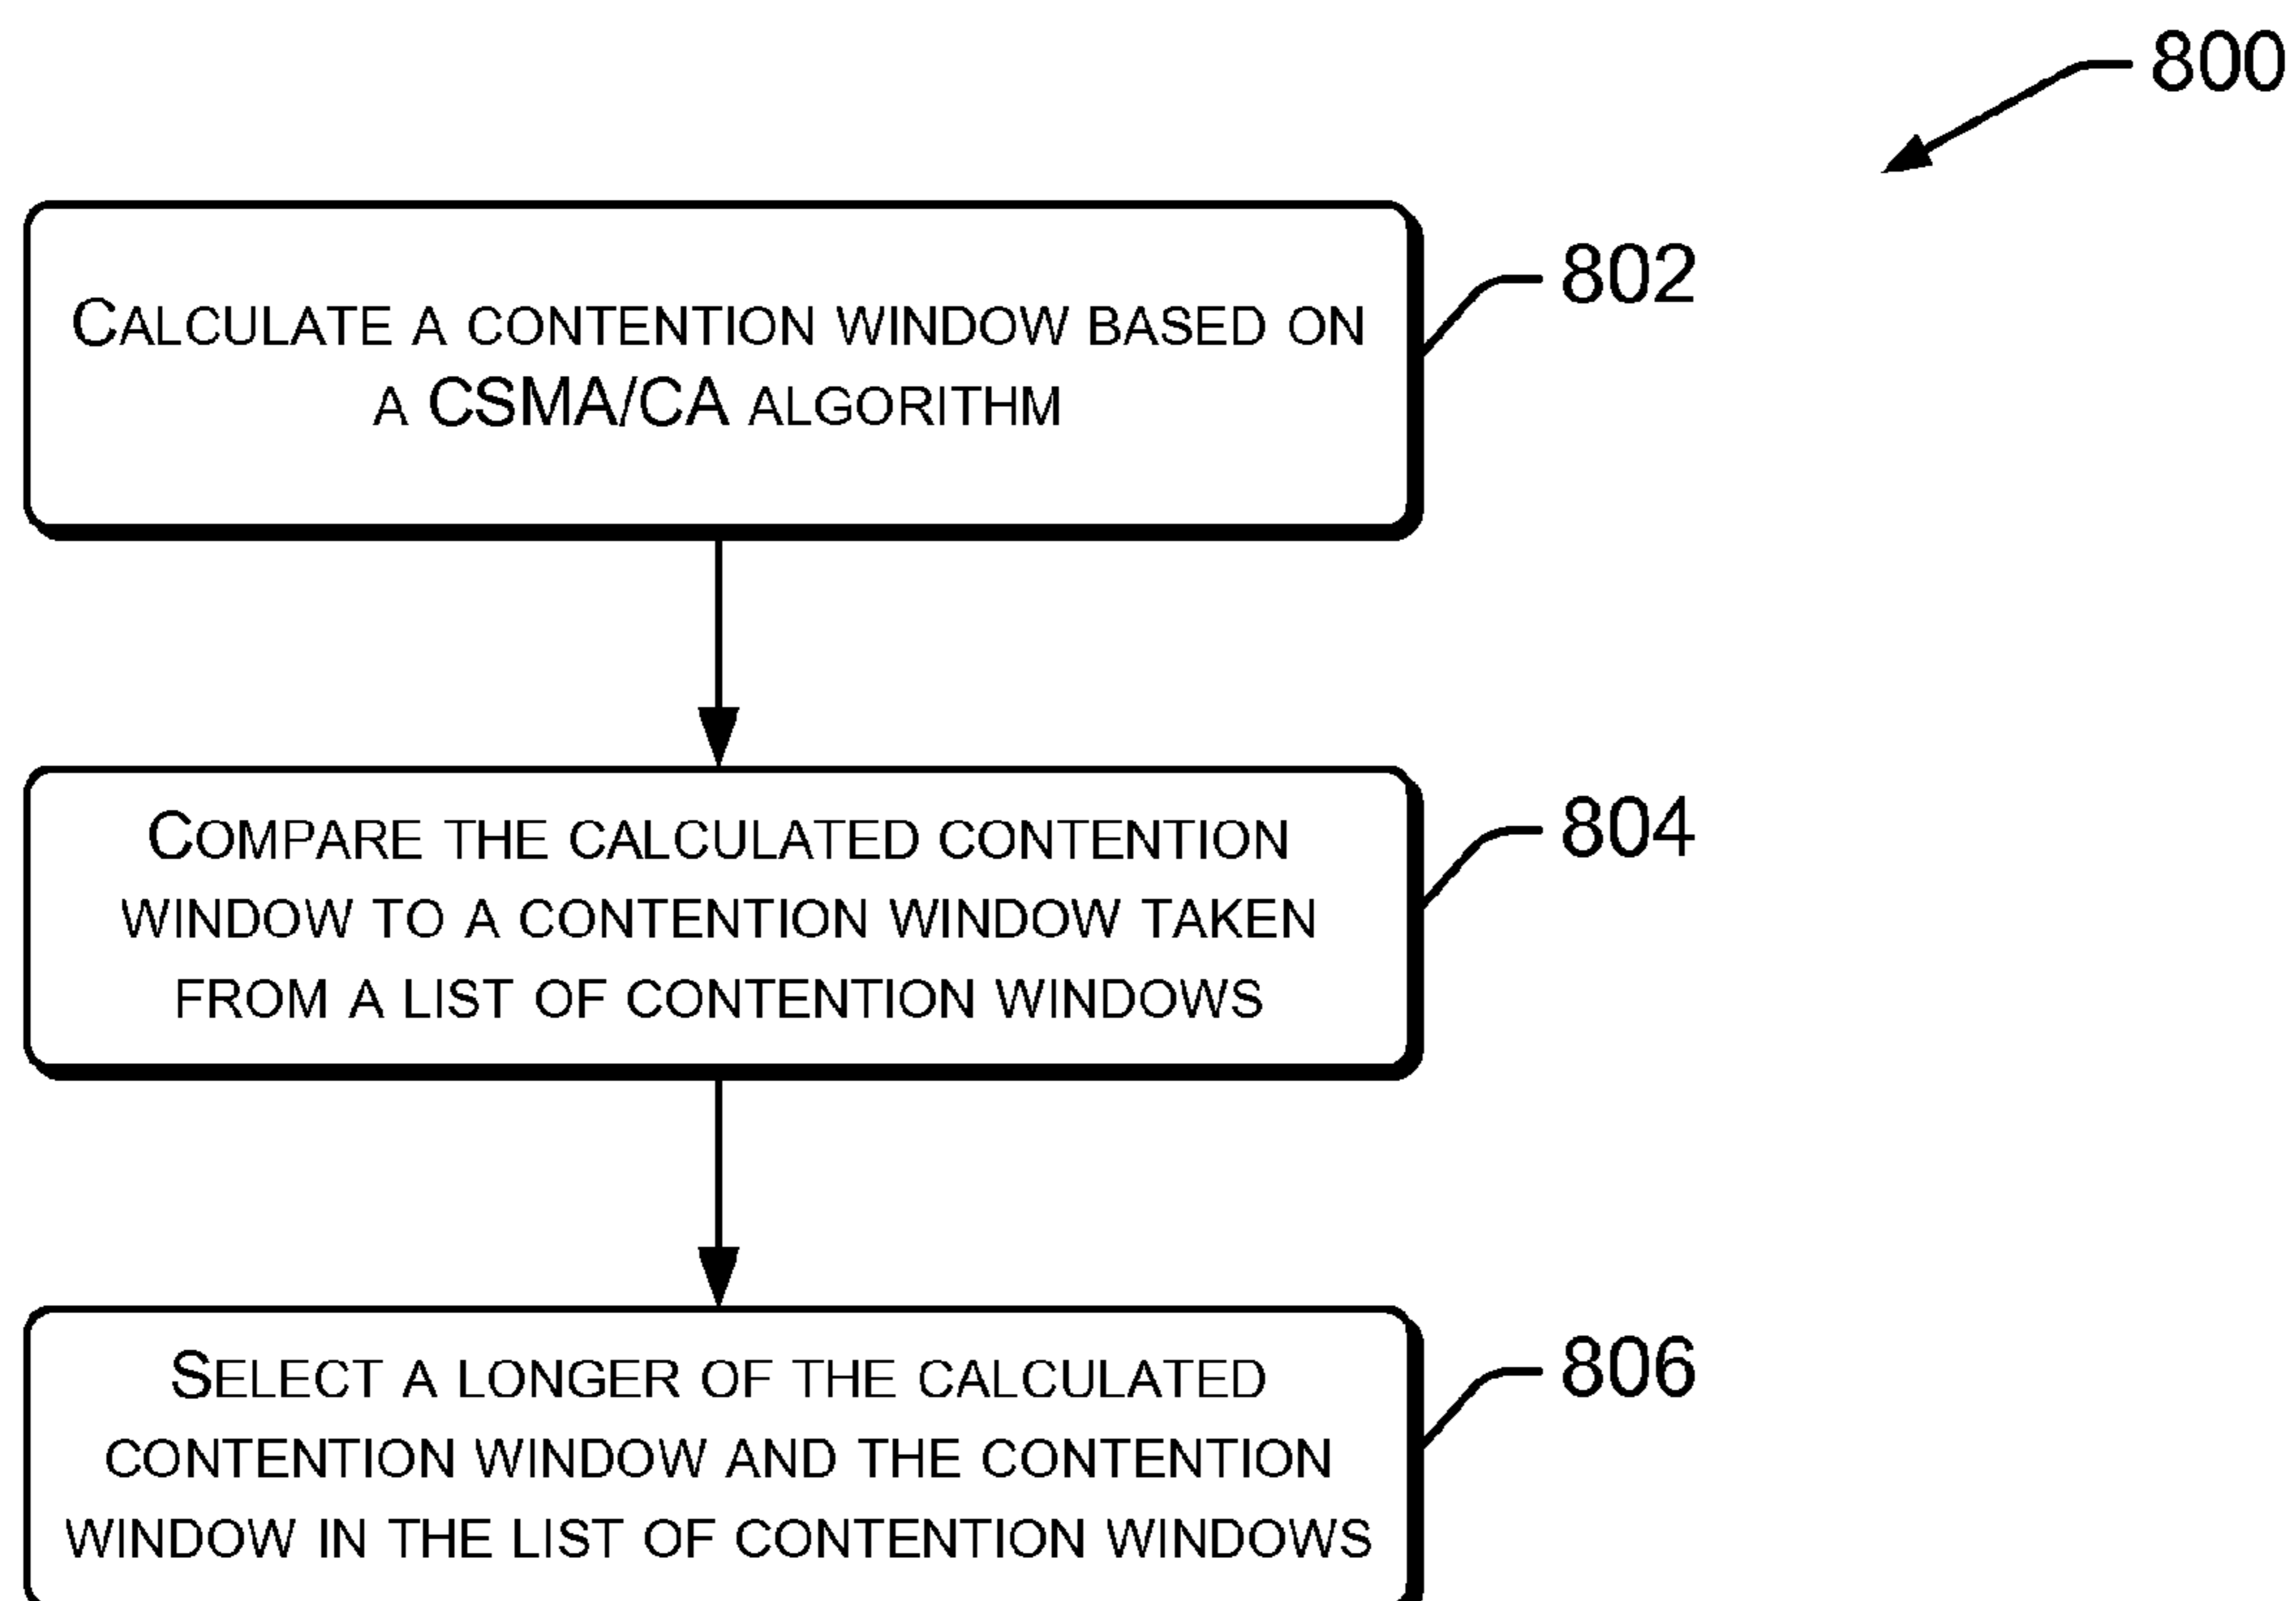 800
CALCULATE A CONTENTION WINDOW BASED ON
A CSMA/CA ALGORITHM
802
COMPARE THE CALCULATED CONTENTION
WINDOW TO A CONTENTION WINDOW TAKEN
FROM A LIST OF CONTENTION WINDOWS
804
SELECT A LONGER OF THE CALCULATED
CONTENTION WINDOW AND THE CONTENTION
WINDOW IN THE LIST OF CONTENTION WINDOWS
806